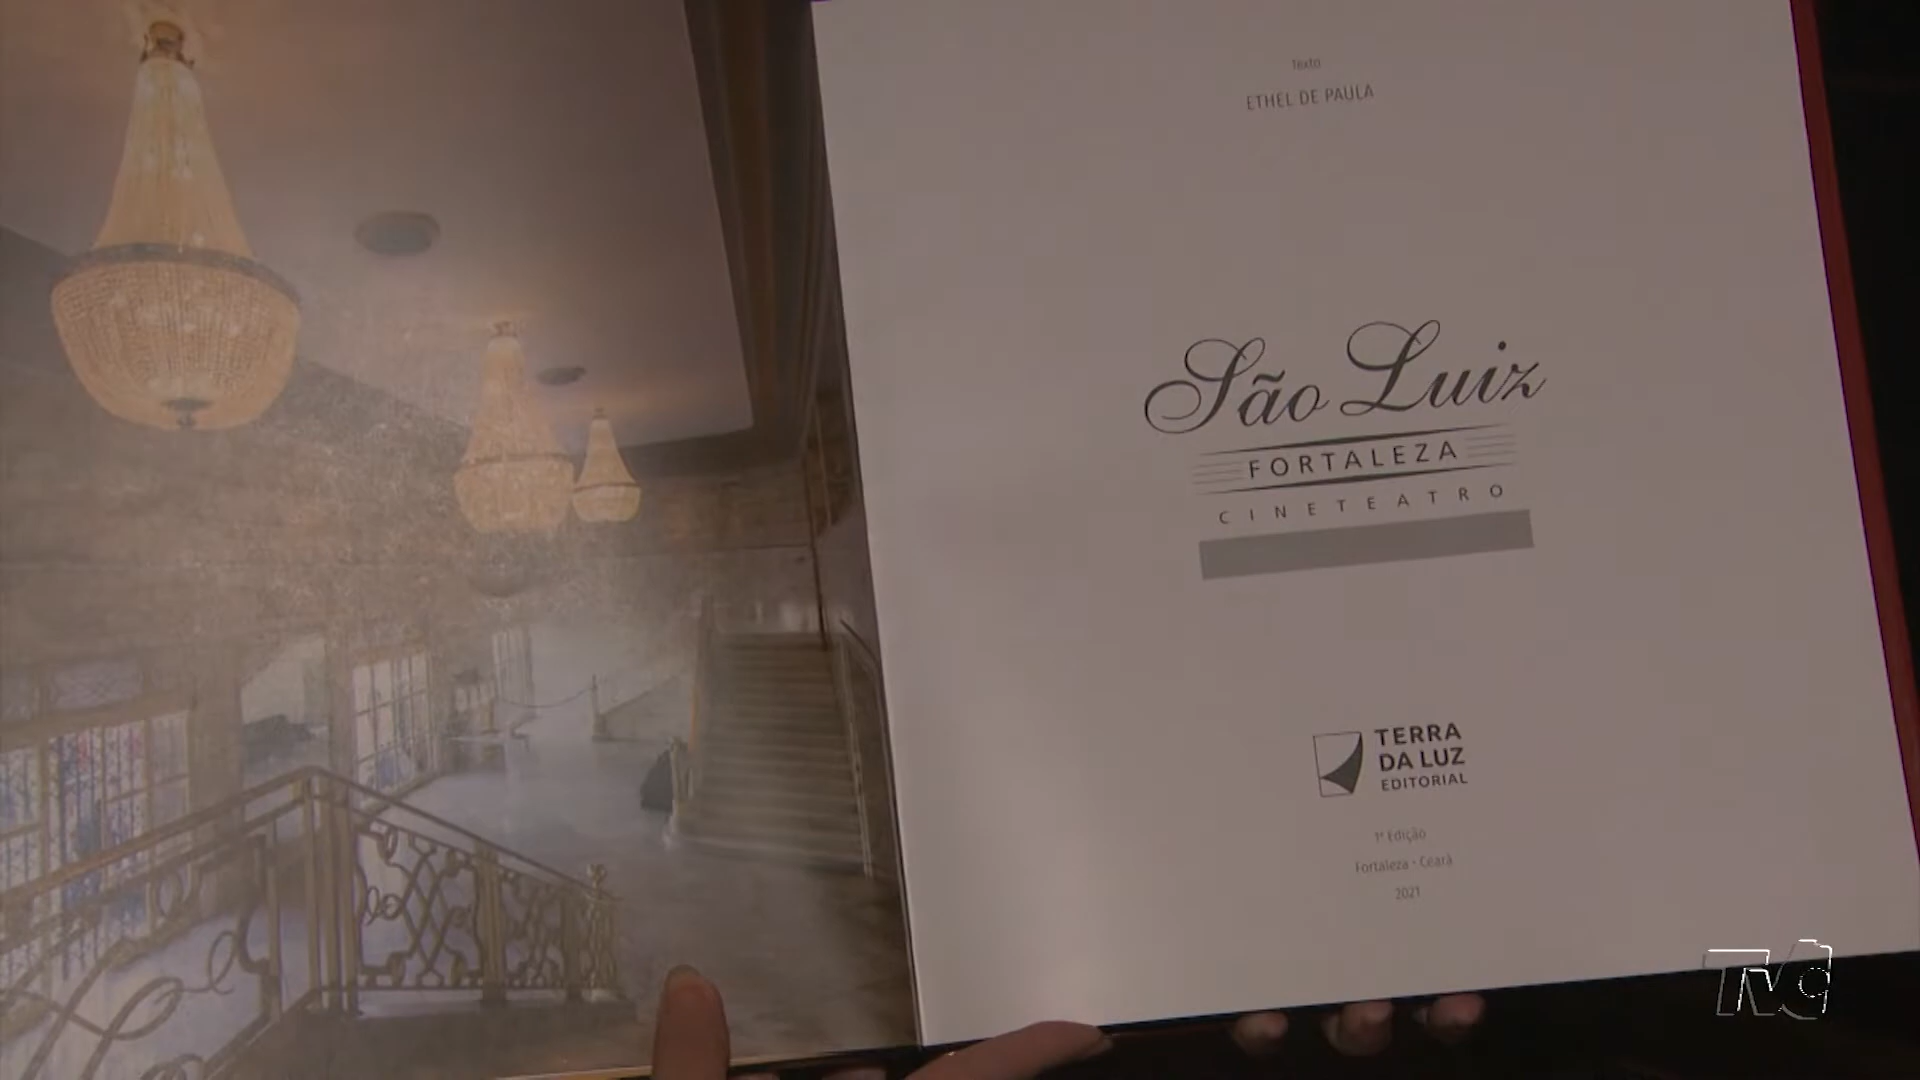 Texto
ETHEL DE PAULA
São Luiz
FORTALEZA
CINETEATRO
TERRA
DA LUZ
EDITORIAL
1ª Edição
Fortaleza - Ceará
2021
TVC